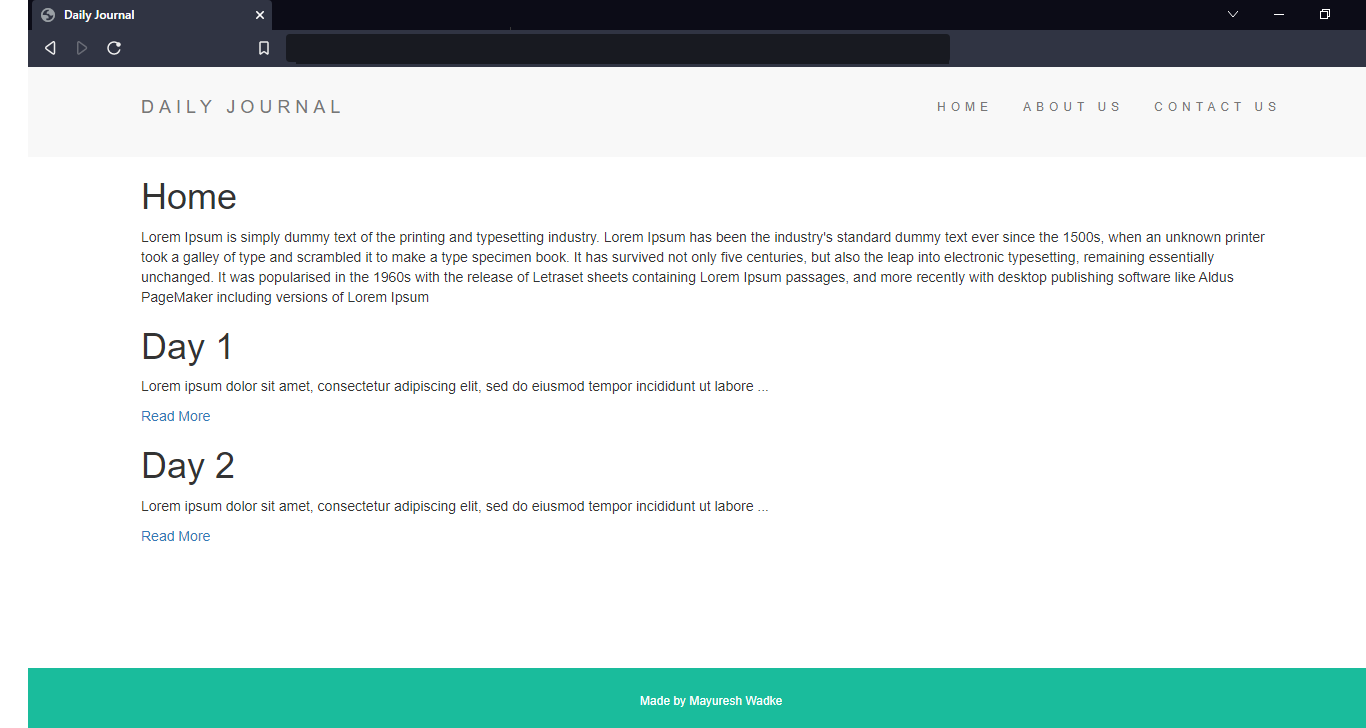 Daily Journal
DAILY JOURNAL
HOME ABOUT US CONTACT US
Home
Lorem Ipsum is simply dummy text of the printing and typesetting industry. Lorem Ipsum has been the industry's standard dummy text ever since the 1500s, when an unknown printer
took a galley of type and scrambled it to make a type specimen book. It has survived not only five centuries, but also the leap into electronic typesetting, remaining essentially
unchanged. It was popularised in the 1960s with the release of Letraset sheets containing Lorem Ipsum passages, and more recently with desktop publishing software like Aldus
PageMaker including versions of Lorem Ipsum
Day 1
Lorem ipsum dolor sit amet, consectetur adipiscing elit, sed do eiusmod tempor incididunt ut labore ...
Read More
Day 2
Lorem ipsum dolor sit amet, consectetur adipiscing elit, sed do eiusmod tempor incididunt ut labore ...
Read More
Made by Mayuresh Wadke